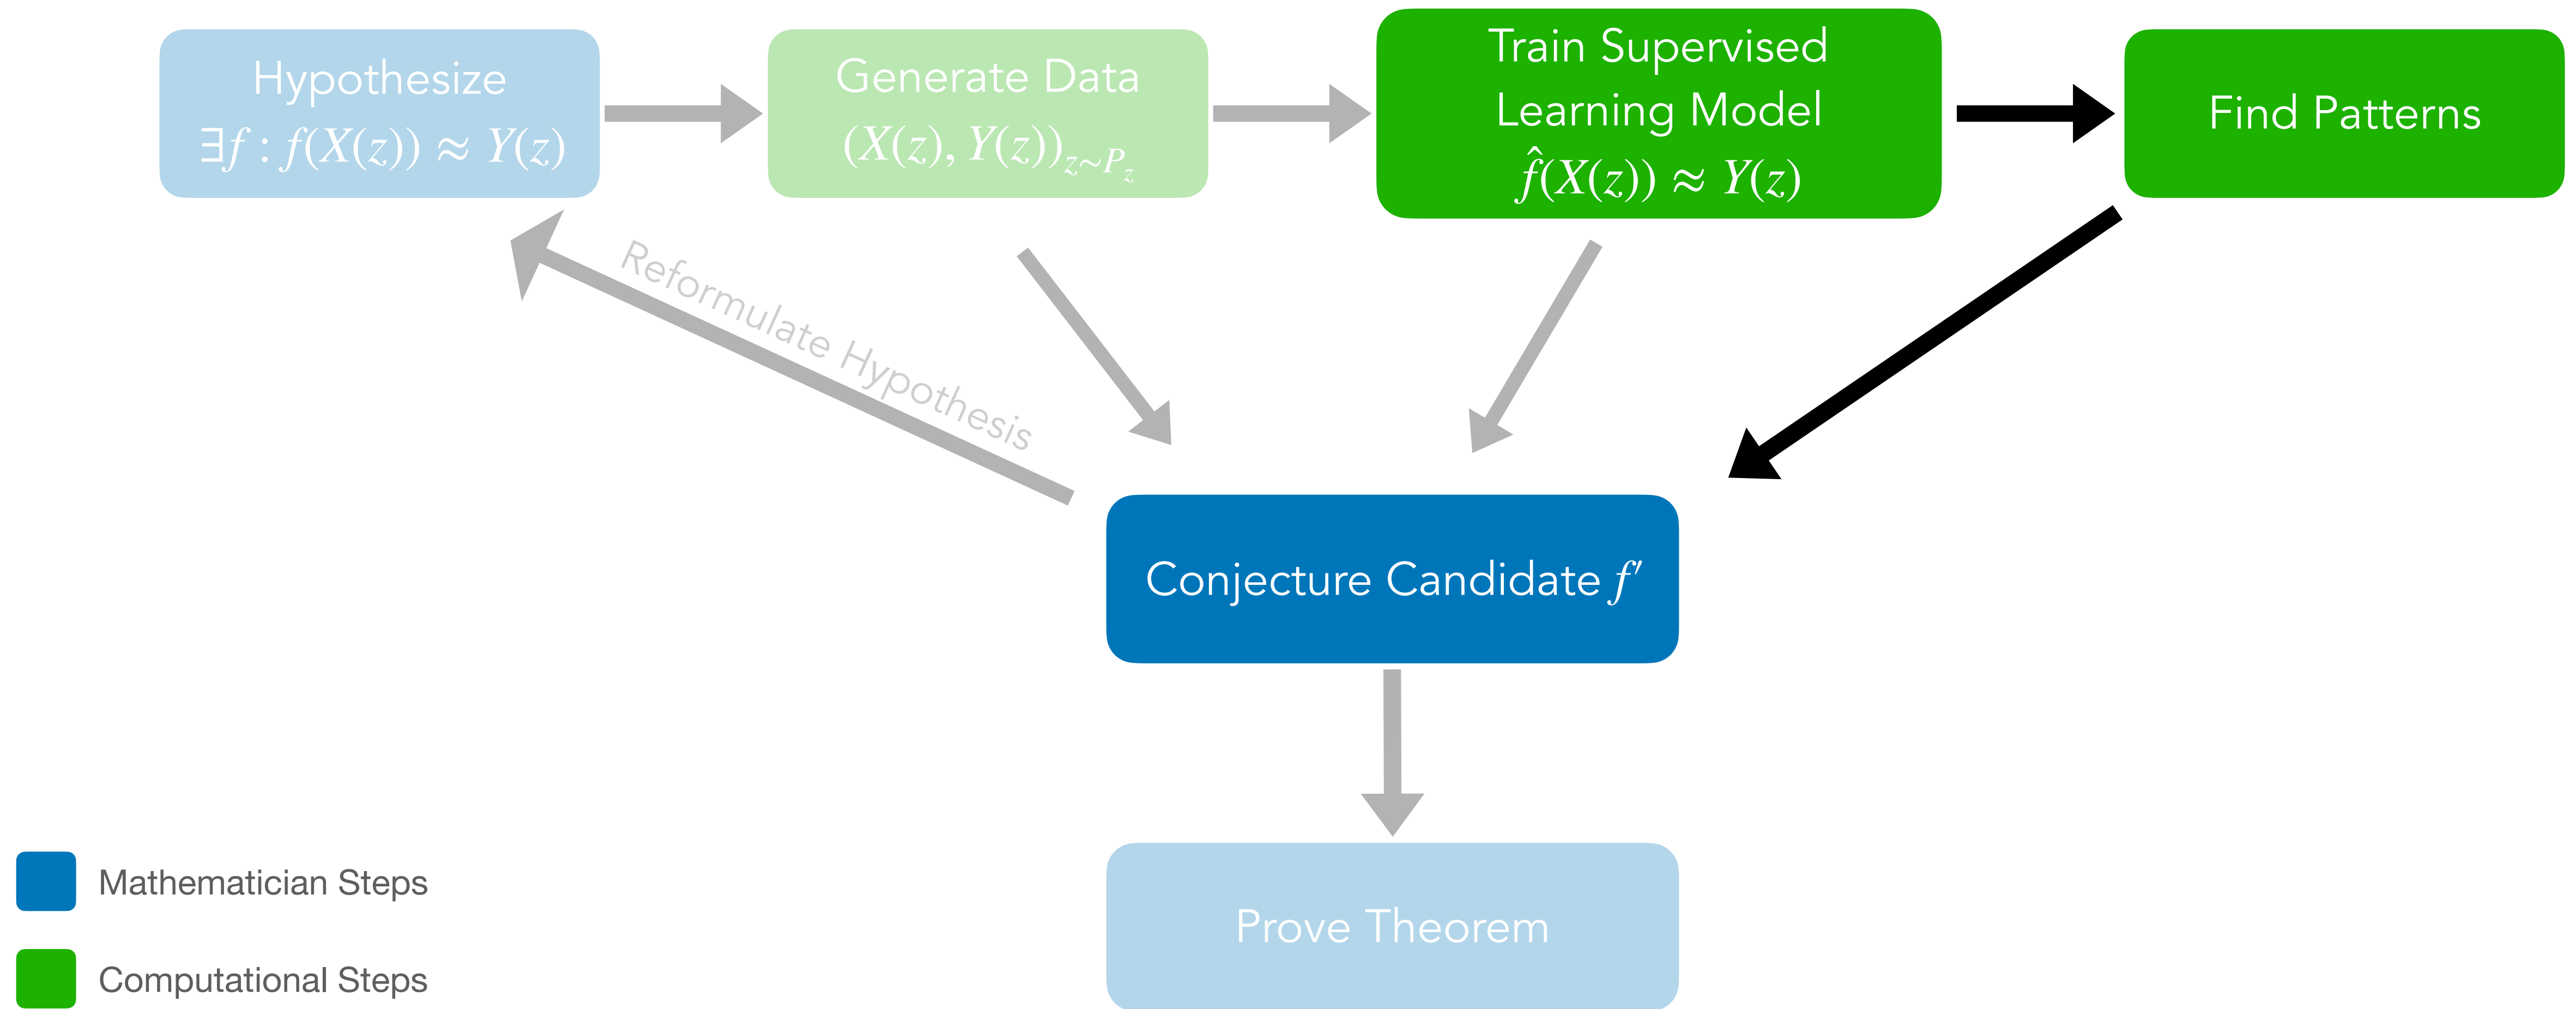 Hypothesize
∃f : f(X(z)) ≈ Y(z)
Generate Data
(X(z), Y(z))_{z∼P_z}
Train Supervised
Learning Model
f̂(X(z)) ≈ Y(z)
Find Patterns
Reformulate Hypothesis
Conjecture Candidate f′
Prove Theorem
Mathematician Steps
Computational Steps